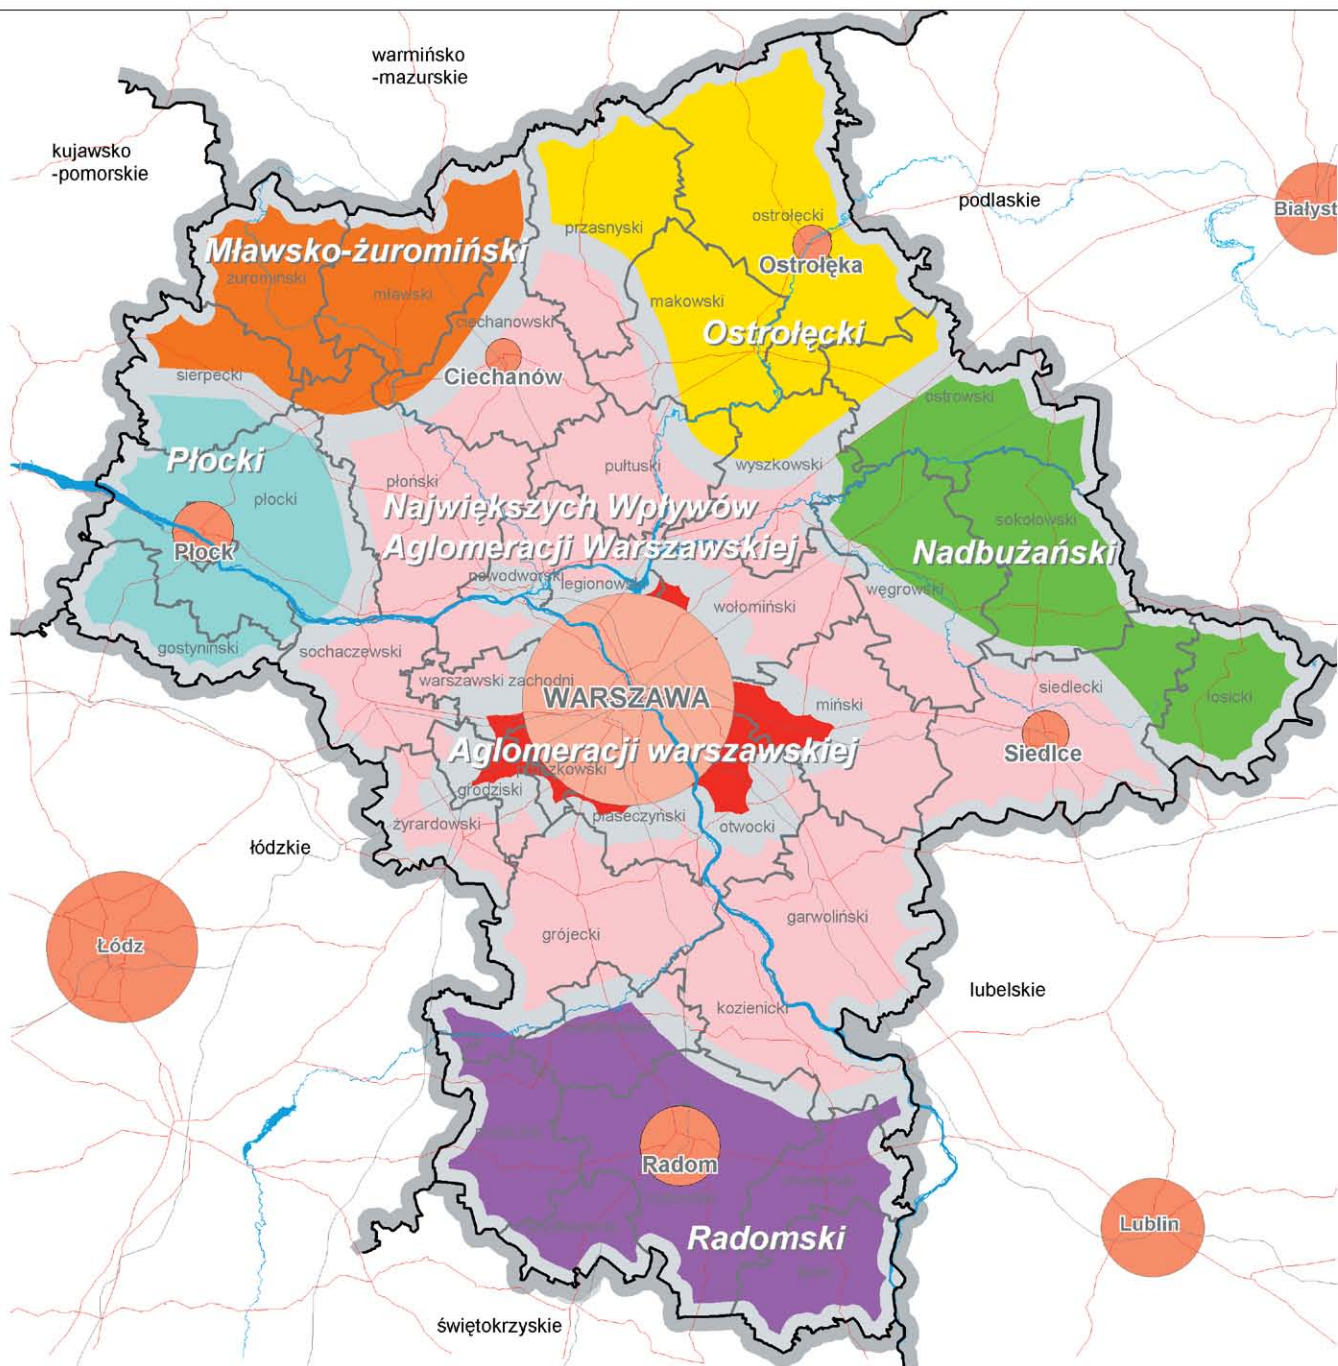 warmińsko
-mazurskie
kujawsko
-pomorskie
podlaskie
Białyst
ostrołęcki
przasnyski
Ostrołęka
Mławsko-żuromiński
żuromiński
mławski
makowski
Ostrołęcki
ciechanowski
Ciechanów
sierpecki
ostrowski
Płocki
płocki
płoński
pułtuski
wyszkowski
Największych Wpływów
Aglomeracji Warszawskiej
sokołowski
Nadbużański
Płock
nowodworski
legionowsk
wołomiński
węgrowski
gostyniński
sochaczewski
warszawski zachodni
WARSZAWA
siedlecki
łosicki
miński
Siedlce
Aglomeracji warszawskiej
grodziski
piaseczyński
otwocki
żyrardowski
łódzkie
Łódz
garwoliński
grójecki
lubelskie
kozienicki
Radom
Lublin
Radomski
świętokrzyskie